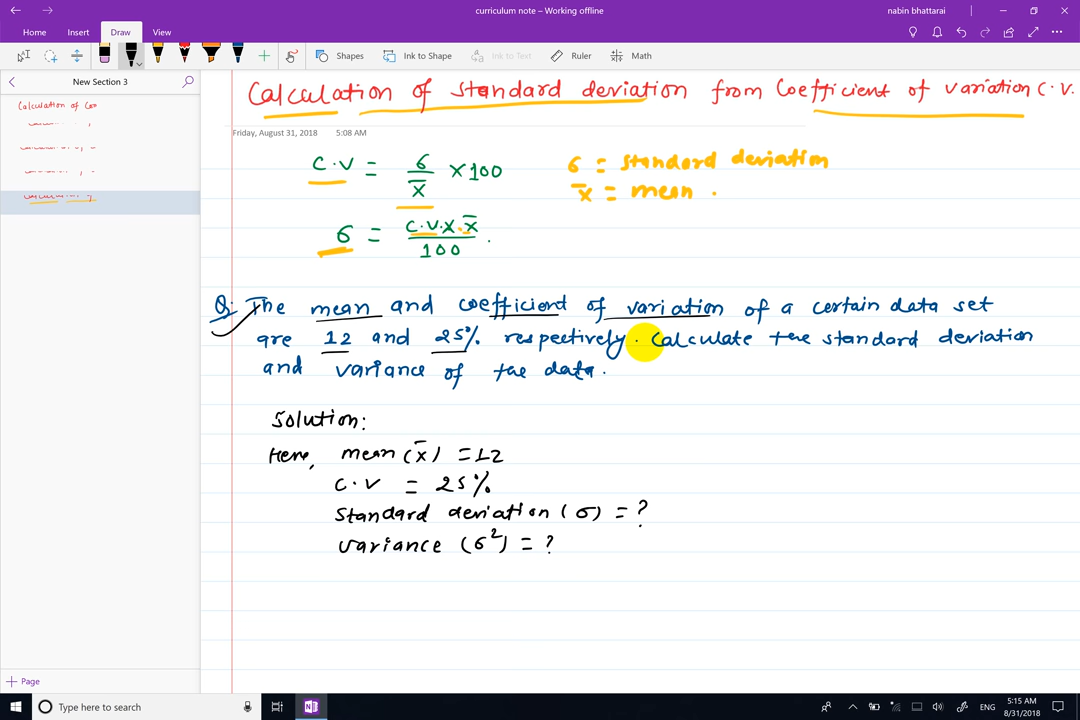 curriculum note – Working offline
nabin bhattarai
Home Insert Draw View
Shapes Ink to Shape Ink to Text Ruler Math
New Section 3
Calculation of standard deviation from Coefficient of variation C.V.
Friday, August 31, 2018 5:08 AM
C.V = σ/x̄ × 100
σ = standard deviation
x̄ = mean.
σ = C.V. × x̄ / 100.
Q: The mean and coefficient of variation of a certain data set
are 12 and 25% respectively. Calculate the standard deviation
and variance of the data.
Solution:
Here, mean (x̄) = 12
C.V = 25%
Standard deviation (σ) = ?
Variance (σ²) = ?
Calculation of
Page
Type here to search
ENG
5:15 AM
8/31/2018